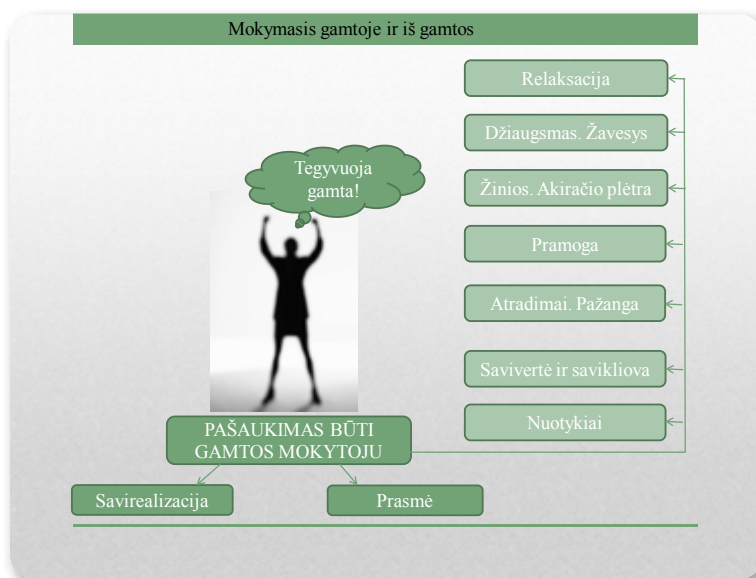 Mokymasis gamtoje ir iš gamtos
Relaksacija
Džiaugsmas. Žavesys
Tegyvuoja
gamta!
Žinios. Akiračio plėtra
Pramoga
Atradimai. Pažanga
Savivertė ir savikliova
Nuotykiai
PAŠAUKIMAS BŪTI
GAMTOS MOKYTOJU
Savirealizacija
Prasmė